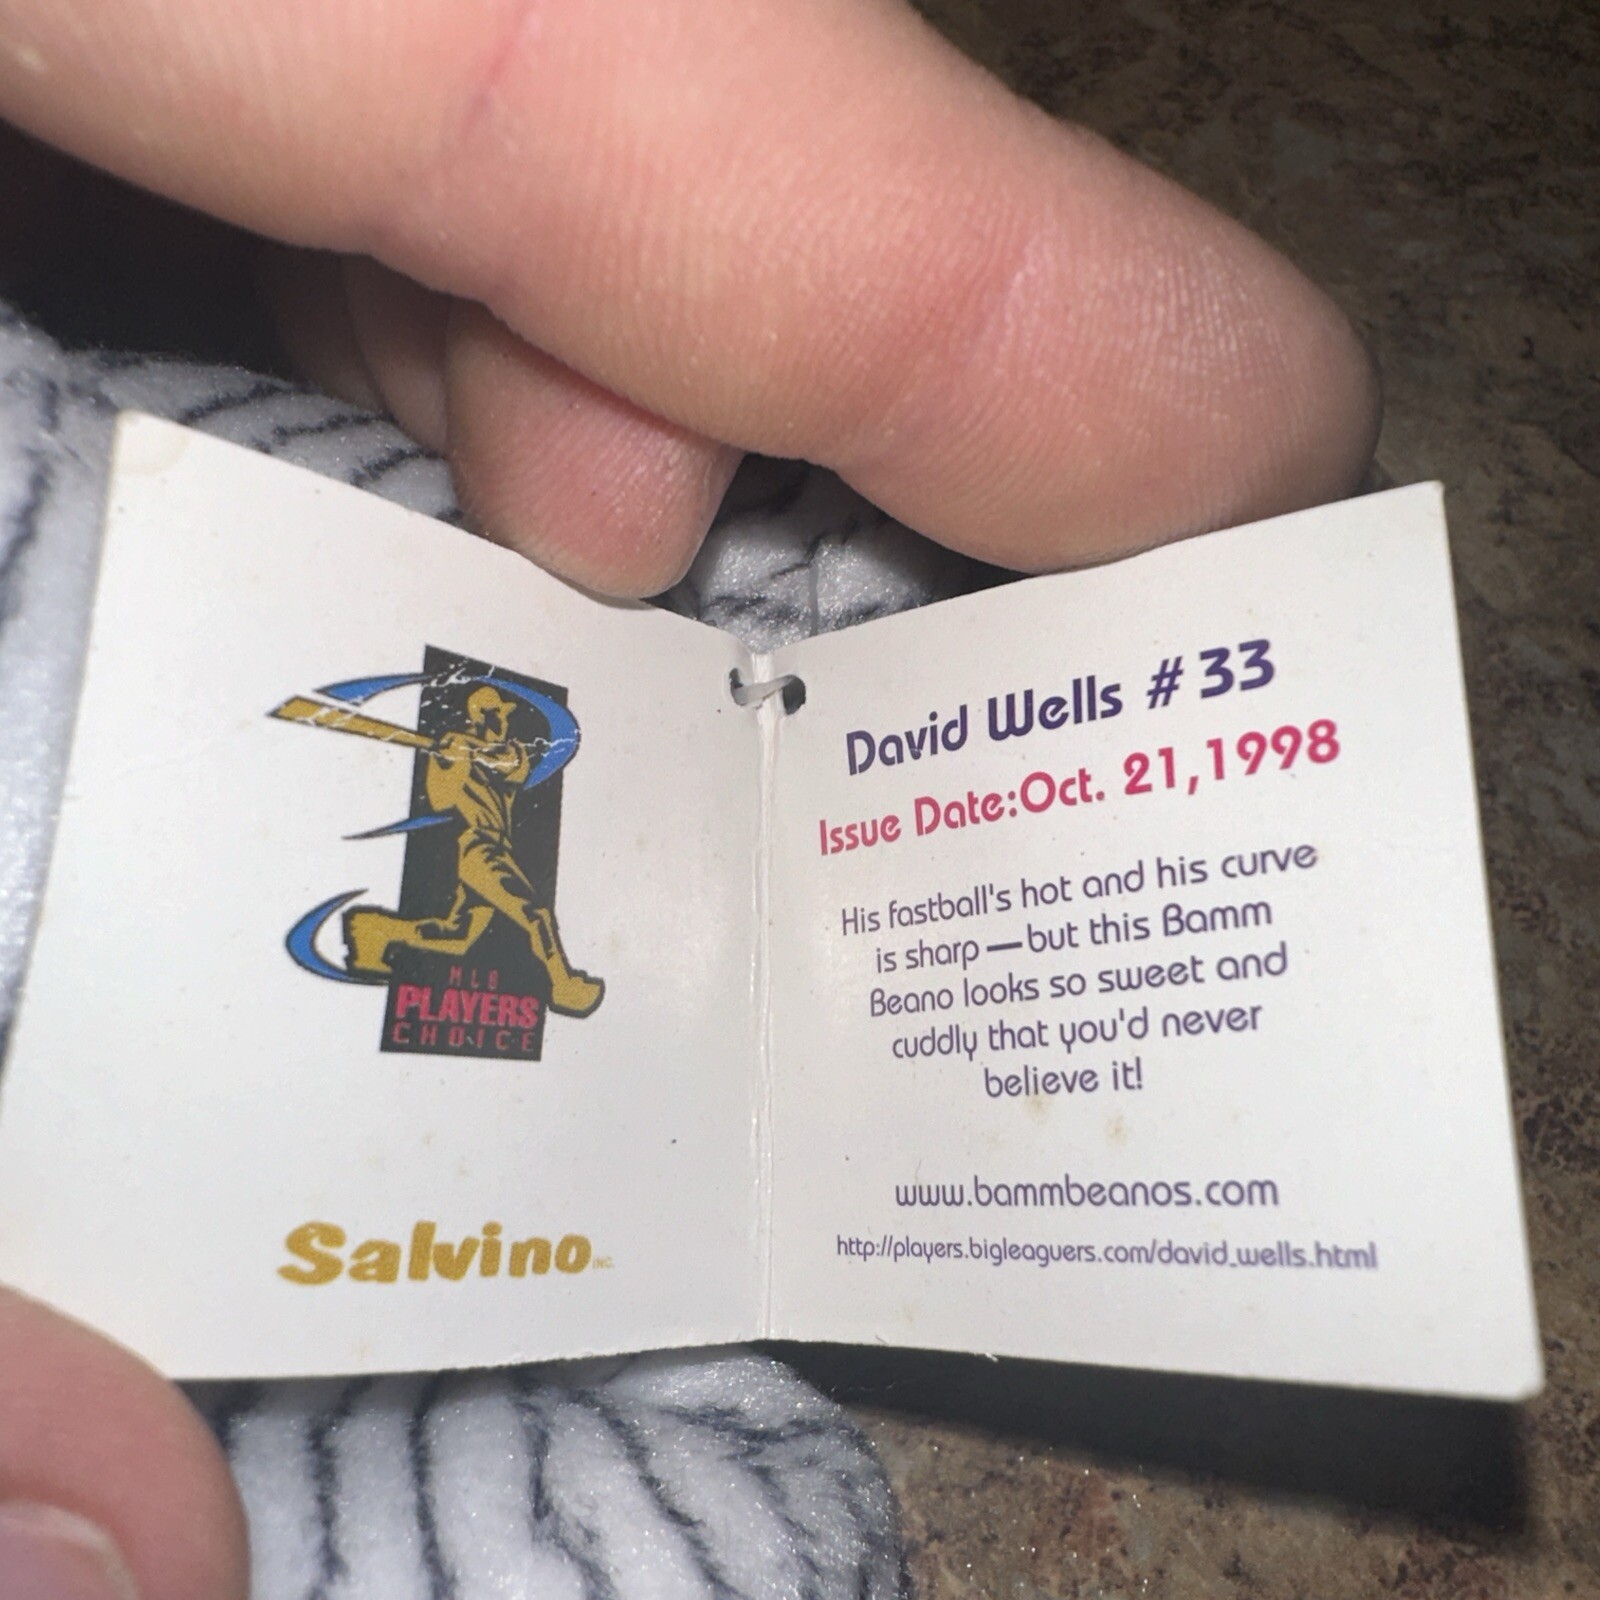 MLB
PLAYERS
CHOICE
Salvino INC.
David Wells #33
Issue Date:Oct. 21,1998
His fastball's hot and his curve
is sharp—but this Bamm
Beano looks so sweet and
cuddly that you'd never
believe it!
www.bammbeanos.com
http://players.bigleaguers.com/david_wells.html